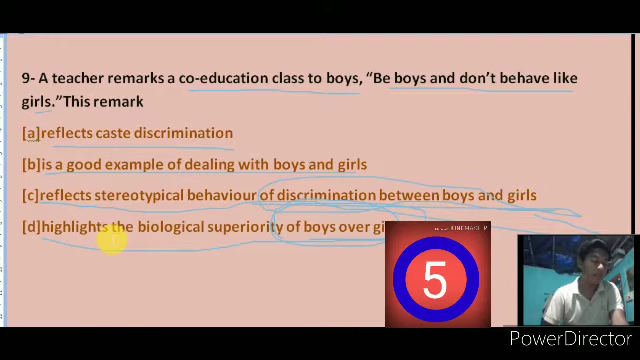 9- A teacher remarks a co-education class to boys, “Be boys and don't behave like
girls.”This remark
[a]reflects caste discrimination
[b]is a good example of dealing with boys and girls
[c]reflects stereotypical behaviour of discrimination between boys and girls
[d]highlights the biological superiority of boys over
5
PowerDirector